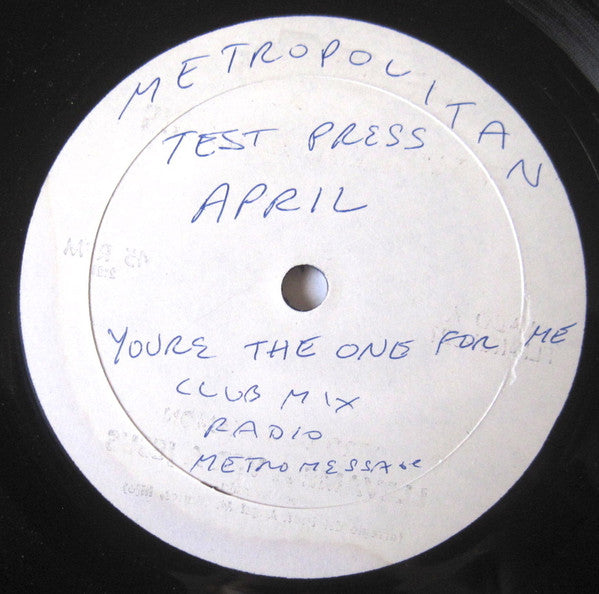 METROPOLITAN
TEST PRESS
APRIL
YOURE THE ONE FOR ME
CLUB MIX
RADIO
METROMESSAGE